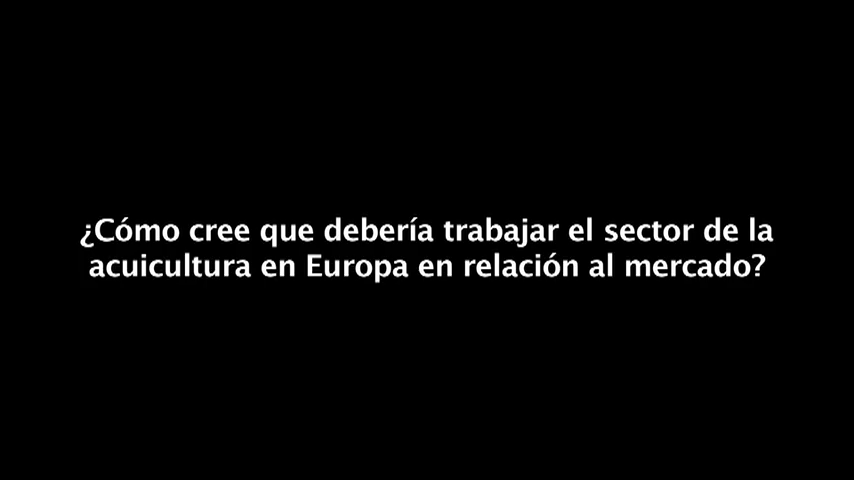 ¿Cómo cree que debería trabajar el sector de la
acuicultura en Europa en relación al mercado?